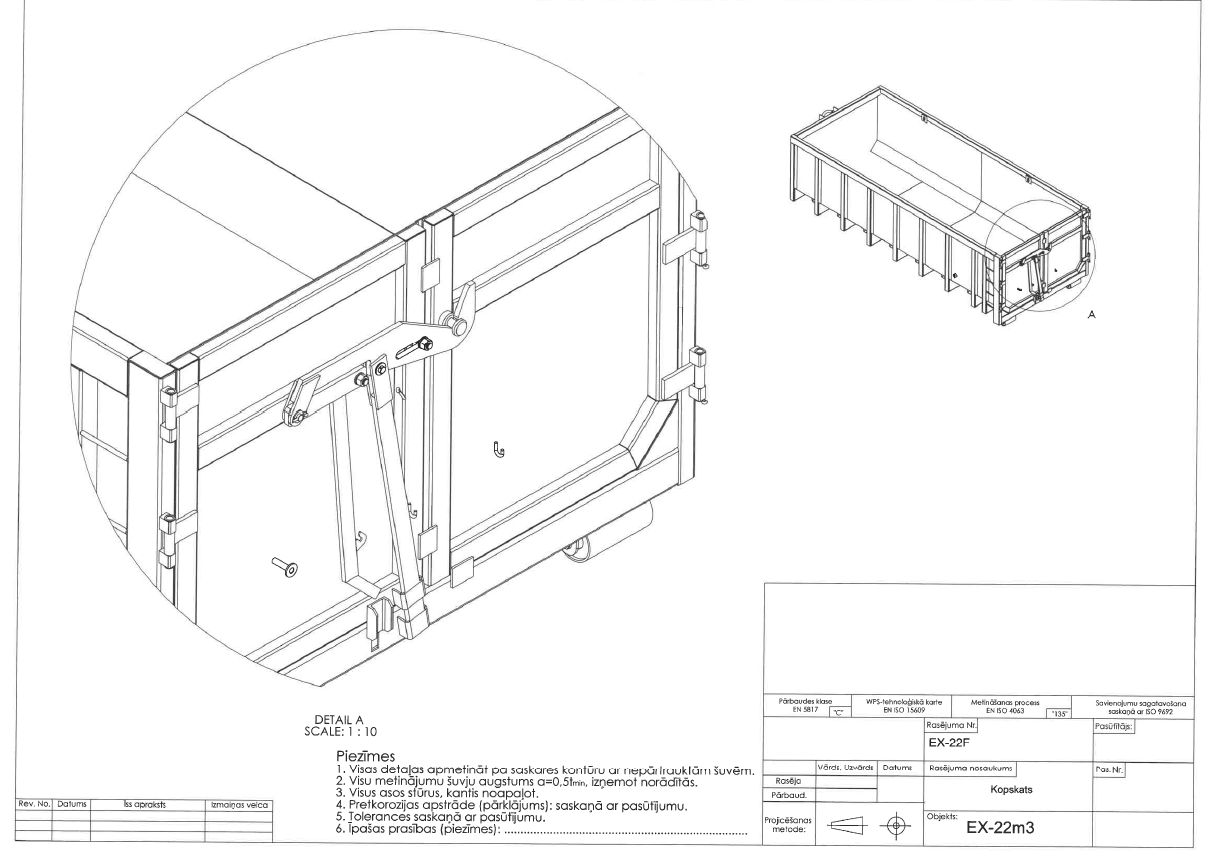 A
DETAIL A
SCALE: 1 : 10
Piezīmes
1. Visas detaļas apmetināt pa saskares kontūru ar nepārtrauktām šuvēm.
2. Visu metinājumu šuvju augstums a=0,5tmin, izņemot norādītās.
3. Visus asos stūrus, kantis noapaļot.
4. Pretkorozijas apstrāde (pārklājums): saskaņā ar pasūtījumu.
5. Tolerances saskaņā ar pasūtījumu.
6. Īpašas prasības (piezīmes): ..........................................................
Rev. No. Datums Īss apraksts Izmaiņas veica
Pārbaudes klase
EN 5817 "C"
WPS-tehnoloģiskā karte
EN ISO 15609
Metināšanas process
EN ISO 4063 "135"
Savienojumu sagatavošana
saskaņā ar ISO 9692
Rasējuma Nr.
EX-22F
Pasūtītājs:
Vārds, Uzvārds Datums
Rasēja
Pārbaud.
Rasējuma nosaukums
Kopskats
Pas. Nr.
Projicēšanas
metode:
Objekts:
EX-22m3